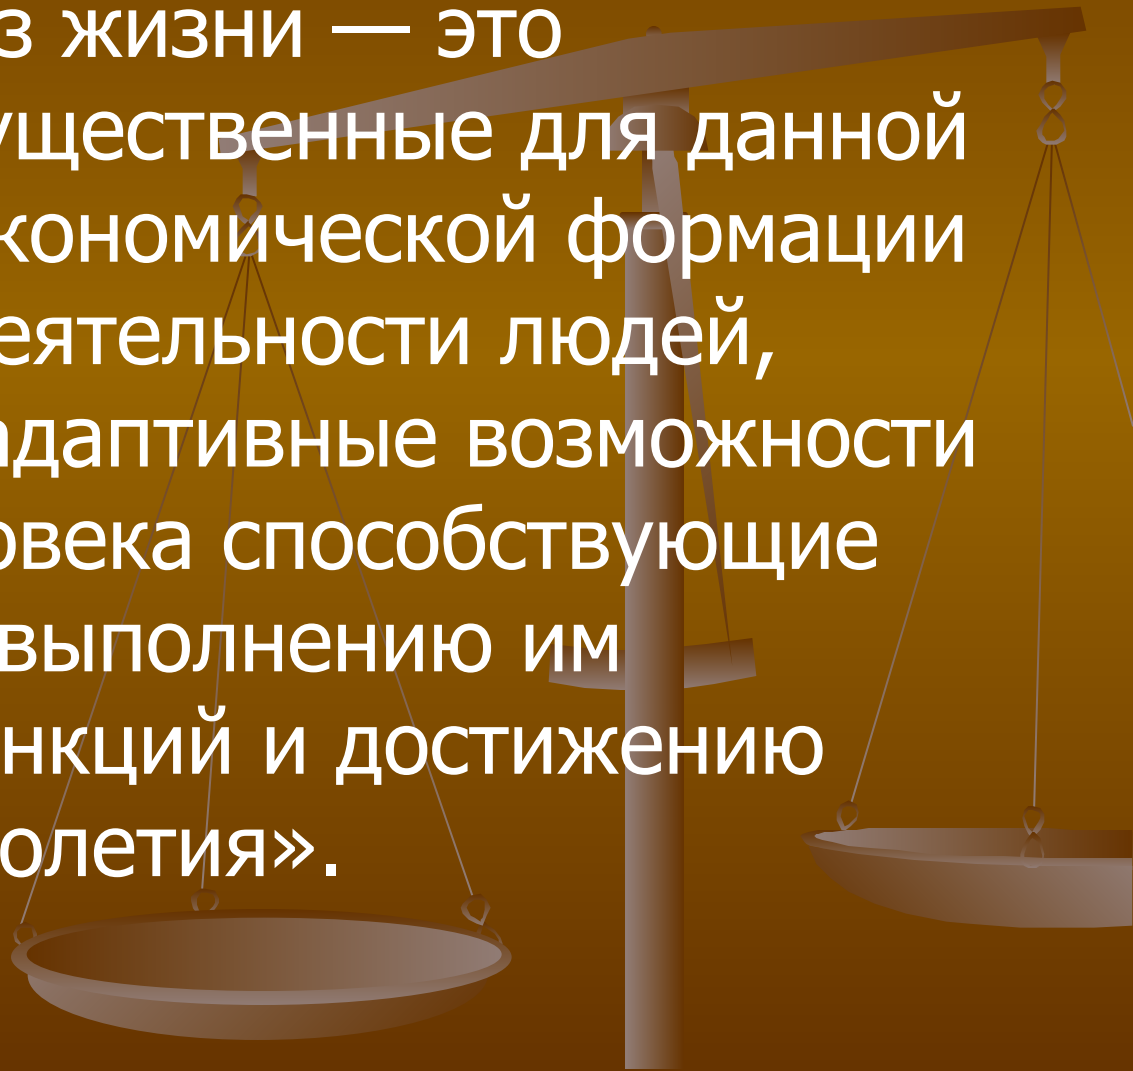 з жизни — это
ущественные для данной
кономической формации
еятельности людей,
адаптивные возможности
овека способствующие
выполнению им
нкций и достижению
олетия».